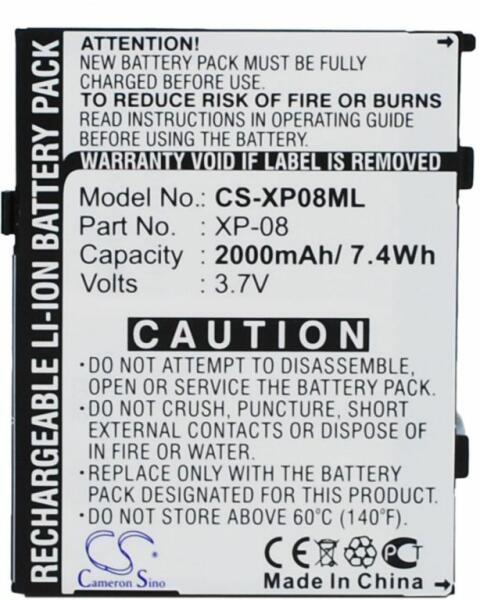 RECHARGEABLE LI-ION BATTERY PACK
ATTENTION!
NEW BATTERY PACK MUST BE FULLY
CHARGED BEFORE USE.
TO REDUCE RISK OF FIRE OR BURNS
READ INSTRUCTIONS IN OPERATING GUIDE
BEFORE USING THE BATTERY.
WARRANTY VOID IF LABEL IS REMOVED
Model No.: CS-XP08ML
Part No. : XP-08
Capacity : 2000mAh/ 7.4Wh
Volts : 3.7V
CAUTION
·DO NOT ATTEMPT TO DISASSEMBLE
OPEN OR SERVICE THE BATTERY PACK.
·DO NOT CRUSH, PUNCTURE, SHORT
EXTERNAL CONTACTS OR DISPOSE OF IN
FIRE OR WATER.
·REPLACE ONLY WITH THE BATTERY
PACK DESIGNATED FOR THIS EQUIPMENT
·DO NOT STORE ABOVE 60°C (140°F)
CS
Cameron Sino
CE PCT
Made In China